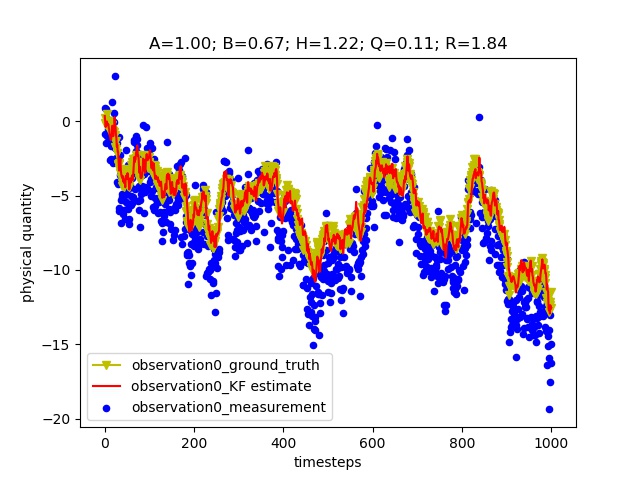 A=1.00; B=0.67; H=1.22; Q=0.11; R=1.84
physical quantity
0
−5
−10
−15
−20
observation0_ground_truth
observation0_KF estimate
observation0_measurement
0 200 400 600 800 1000
timesteps